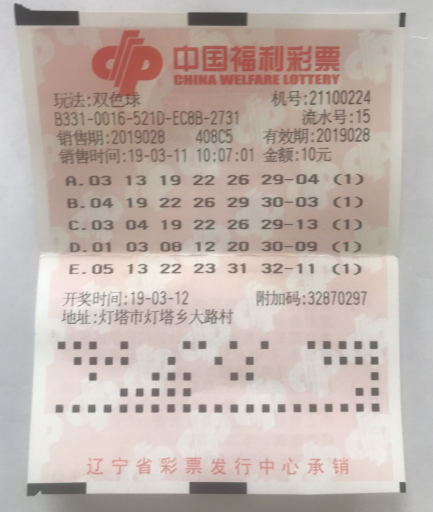 中国福利彩票
CHINA WELFARE LOTTERY
玩法:双色球 机号:21100224
B331-0016-521D-EC8B-2731 流水号:15
销售期:2019028 408C5 有效期:2019028
销售时间:19-03-11 10:07:01 金额:10元
A.03 13 19 22 26 29-04 (1)
B.04 19 22 26 29 30-03 (1)
C.03 04 19 22 26 29-13 (1)
D.01 03 08 12 20 30-09 (1)
E.05 13 22 23 31 32-11 (1)
开奖时间:19-03-12 附加码:32870297
地址:灯塔市灯塔乡大路村
辽宁省彩票发行中心承销